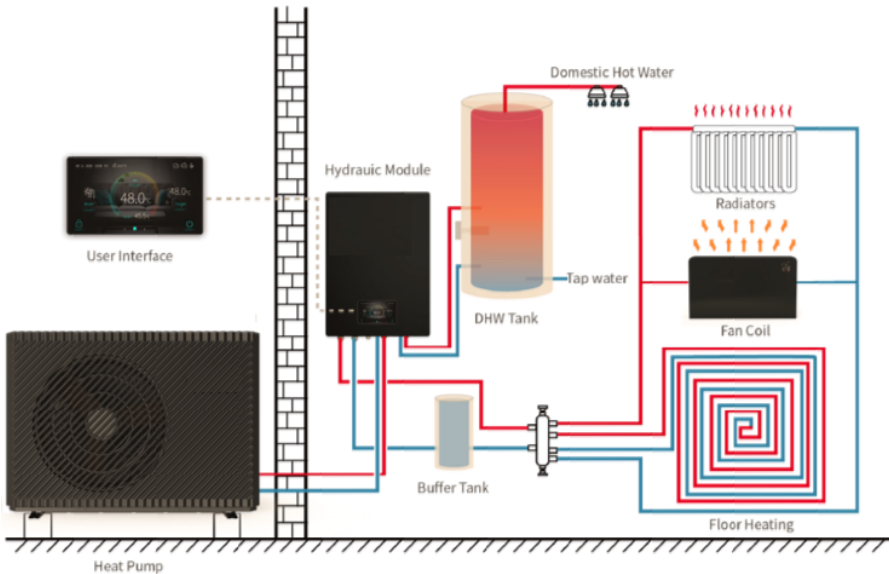 Domestic Hot Water
Hydrauic Module
48.0
48.0
User Interface
Tap water
DHW Tank
Radiators
Fan Coil
Buffer Tank
Floor Heating
Heat Pump